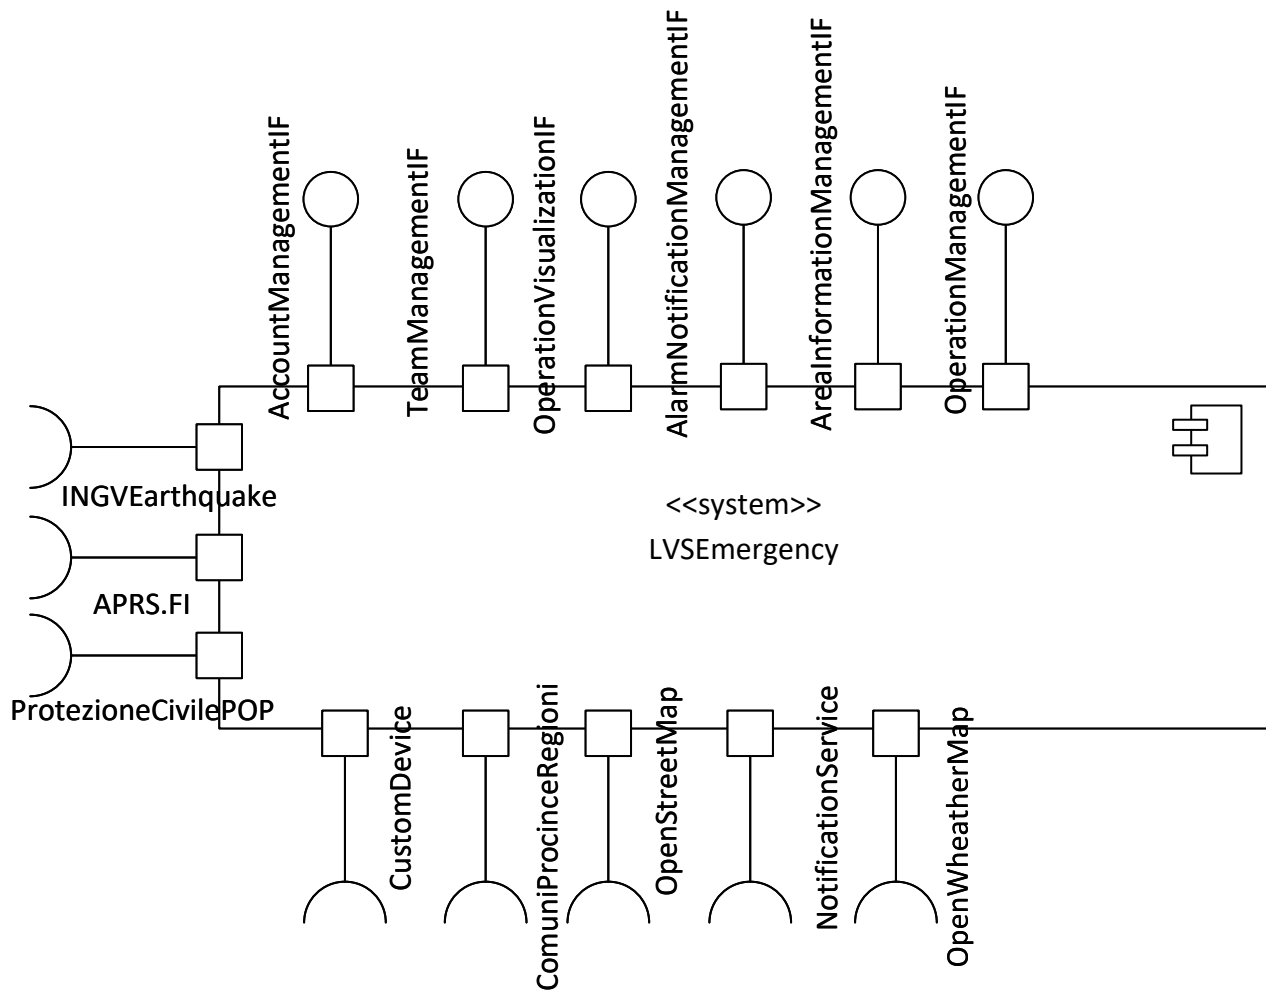 AccountManagementIF
TeamManagementIF
OperationVisualizationIF
AlarmNotificationManagementIF
AreaInformationManagementIF
OperationManagementIF
INGVEarthquake
APRS.FI
ProtezioneCivilePOP
<<system>>
LVSEmergency
CustomDevice
ComuniProcinceRegioni
OpenStreetMap
NotificationService
OpenWheatherMap